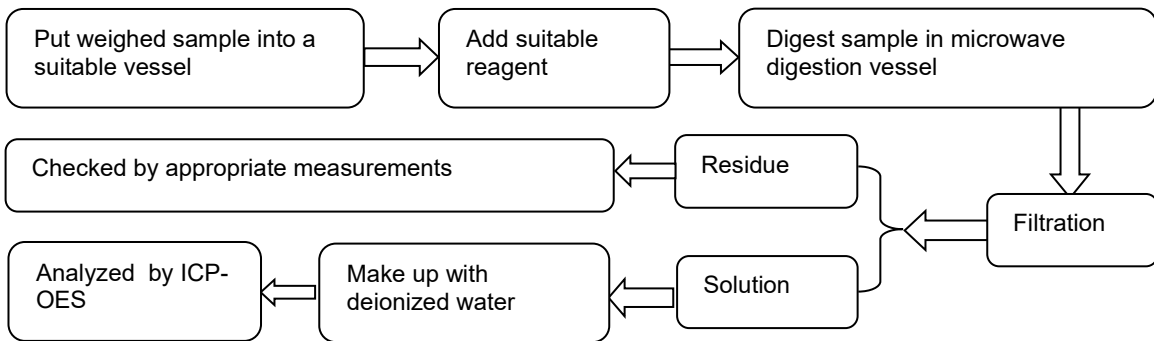 Put weighed sample into a
suitable vessel
Add suitable
reagent
Digest sample in microwave
digestion vessel
Filtration
Residue
Checked by appropriate measurements
Solution
Make up with
deionized water
Analyzed by ICP-
OES